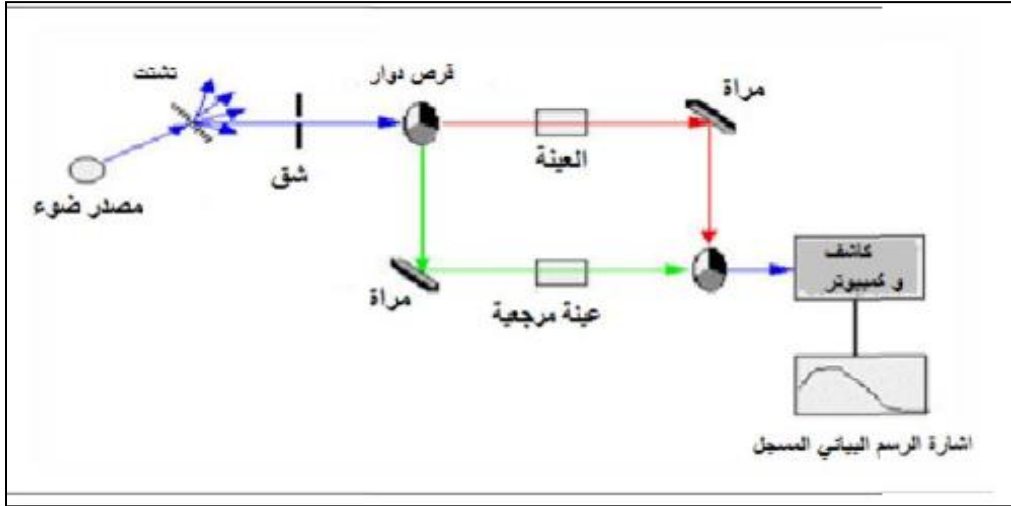 تشتت
قرص دوار
مراة
العينة
شق
مصدر ضوء
كاشف
و كمبيوتر
مراة
عينة مرجعية
اشارة الرسم البياني المسجل